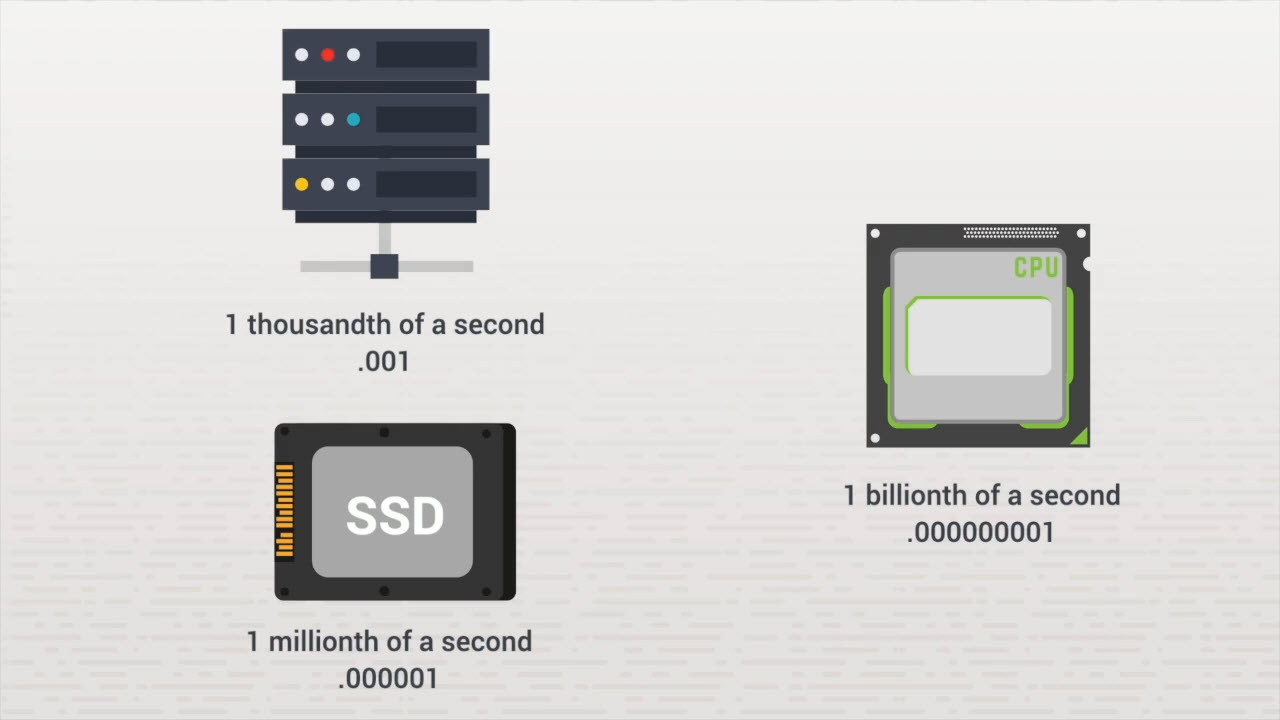 1 thousandth of a second
.001
SSD
1 millionth of a second
.000001
CPU
1 billionth of a second
.000000001